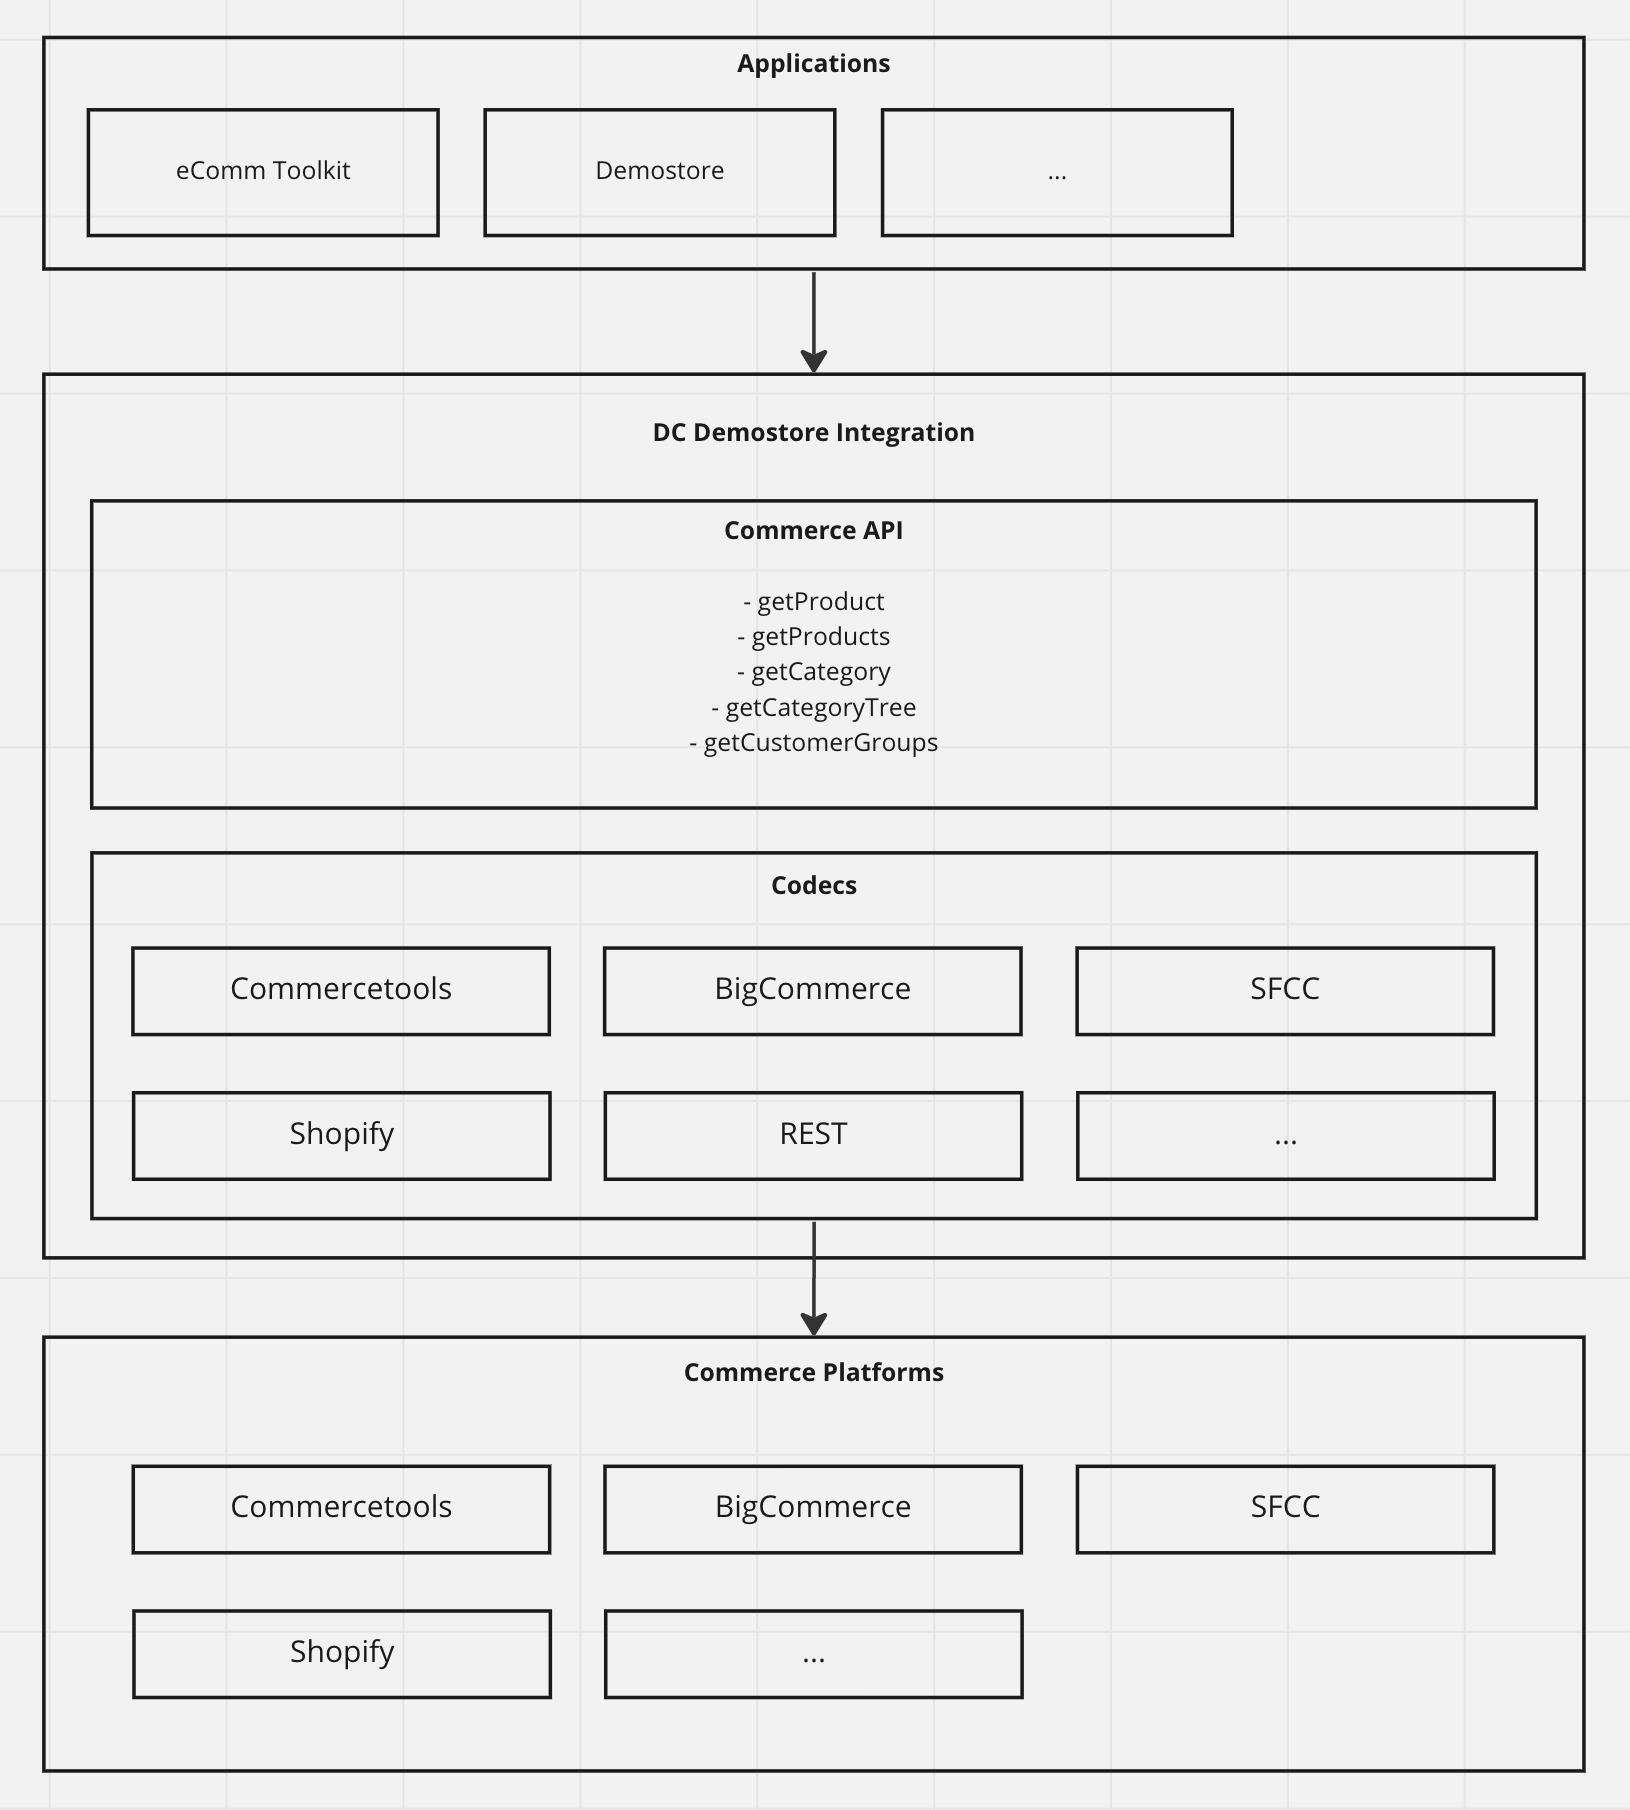 Applications
eComm Toolkit
Demostore
...
DC Demostore Integration
Commerce API
- getProduct
- getProducts
- getCategory
- getCategoryTree
- getCustomerGroups
Codecs
Commercetools
BigCommerce
SFCC
Shopify
REST
...
Commerce Platforms
Commercetools
BigCommerce
SFCC
Shopify
...